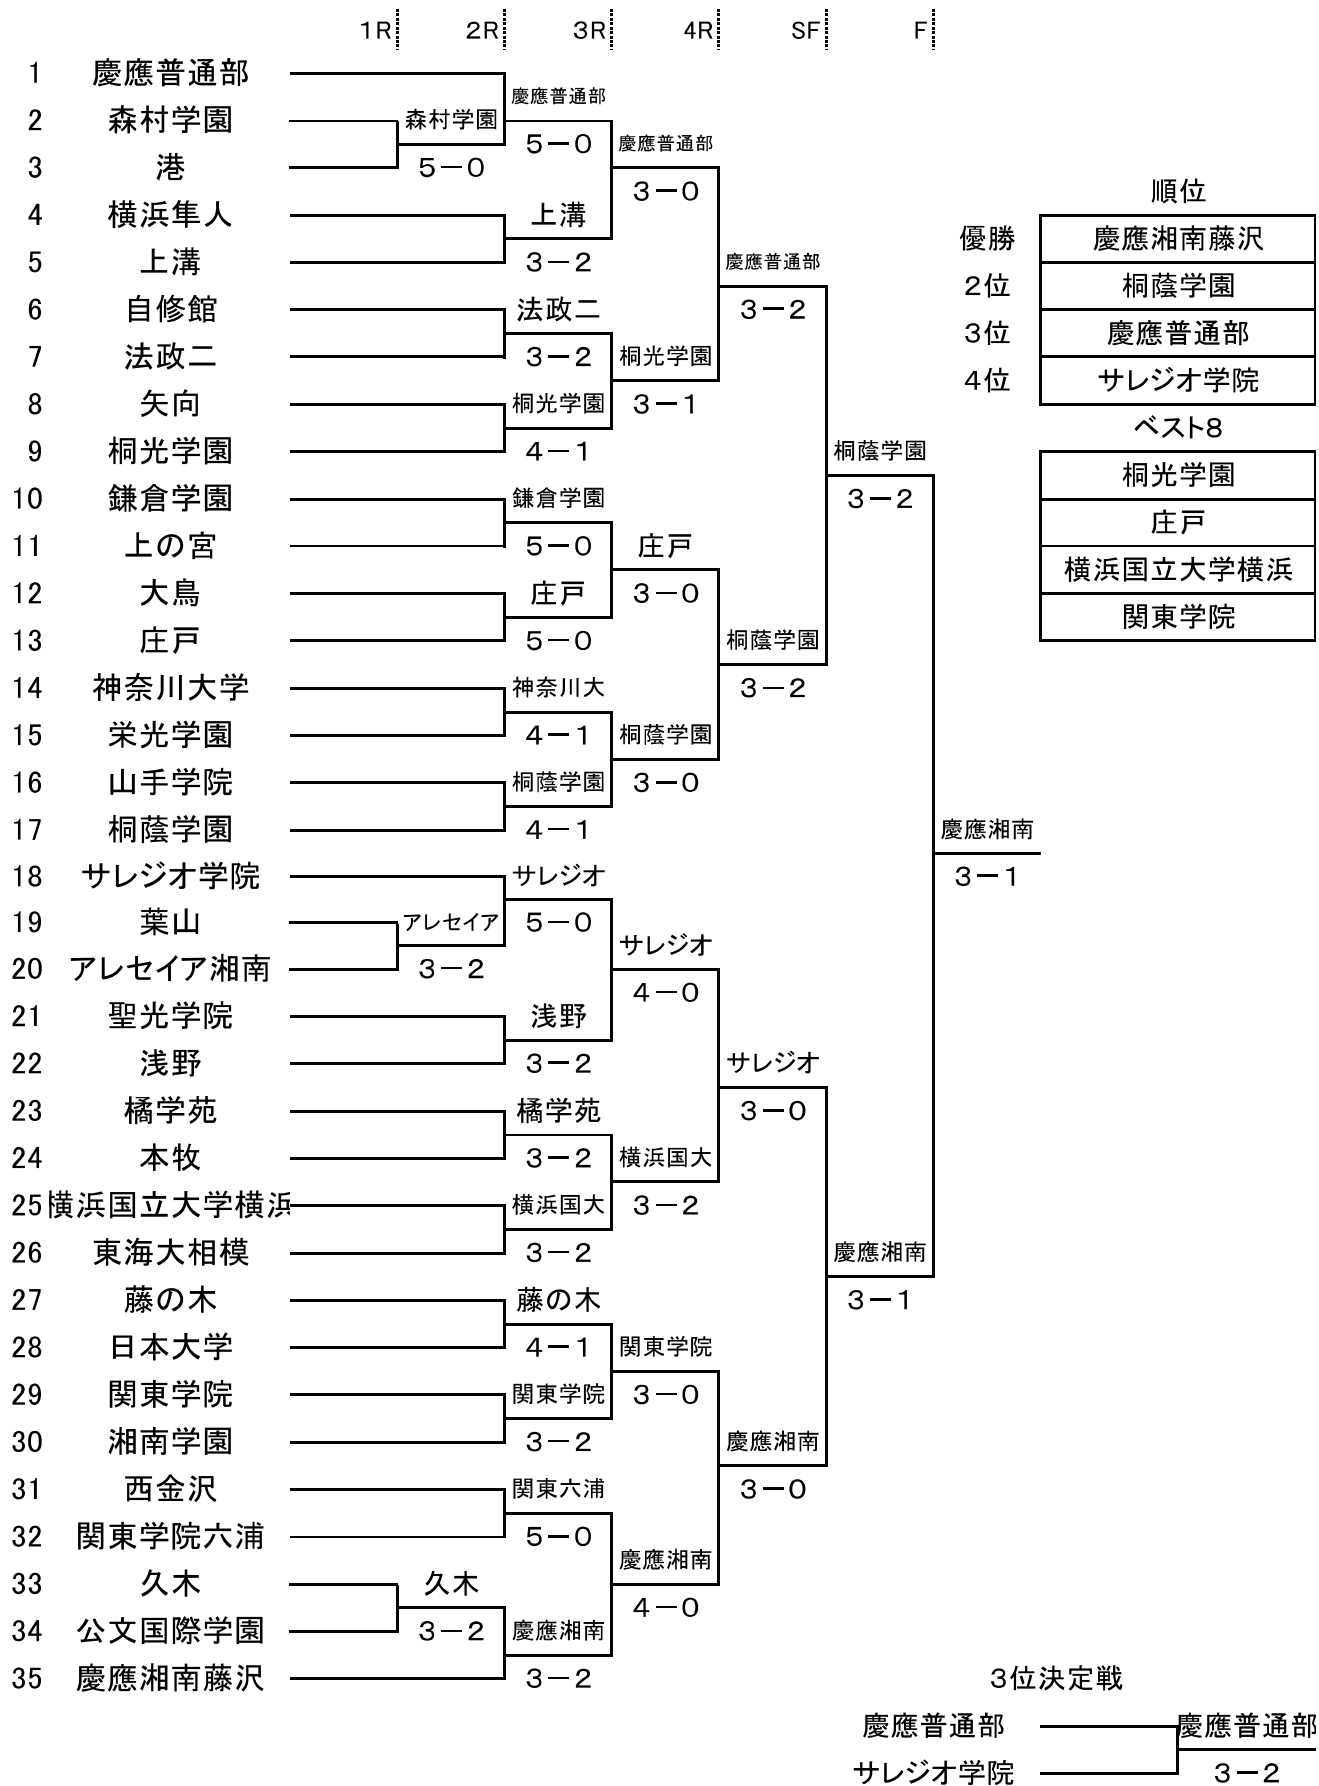 1R 2R 3R 4R SF F
1 慶應普通部
慶應普通部
2 森村学園
森村学園
5－0
慶應普通部
3 港
5－0
3－0
順位
4 横浜隼人
上溝
優勝 慶應湘南藤沢
5 上溝
3－2
慶應普通部
2位 桐蔭学園
6 自修館
法政二
3－2
3位 慶應普通部
7 法政二
3－2
桐光学園
4位 サレジオ学院
8 矢向
桐光学園
3－1
ベスト8
9 桐光学園
4－1
桐蔭学園
桐光学園
10 鎌倉学園
鎌倉学園
3－2
庄戸
11 上の宮
5－0
庄戸
横浜国立大学横浜
12 大鳥
庄戸
3－0
関東学院
13 庄戸
5－0
桐蔭学園
14 神奈川大学
神奈川大
3－2
15 栄光学園
4－1
桐蔭学園
16 山手学院
桐蔭学園
3－0
17 桐蔭学園
4－1
慶應湘南
18 サレジオ学院
サレジオ
3－1
19 葉山
アレセイア
5－0
サレジオ
20 アレセイア湘南
3－2
4－0
21 聖光学院
浅野
22 浅野
3－2
サレジオ
23 橘学苑
橘学苑
3－0
24 本牧
3－2
横浜国大
25 横浜国立大学横浜
横浜国大
3－2
26 東海大相模
3－2
慶應湘南
27 藤の木
藤の木
3－1
28 日本大学
4－1
関東学院
29 関東学院
関東学院
3－0
30 湘南学園
3－2
慶應湘南
31 西金沢
関東六浦
3－0
32 関東学院六浦
5－0
慶應湘南
33 久木
久木
4－0
34 公文国際学園
3－2
慶應湘南
35 慶應湘南藤沢
3－2
3位決定戦
慶應普通部
慶應普通部
サレジオ学院
3－2